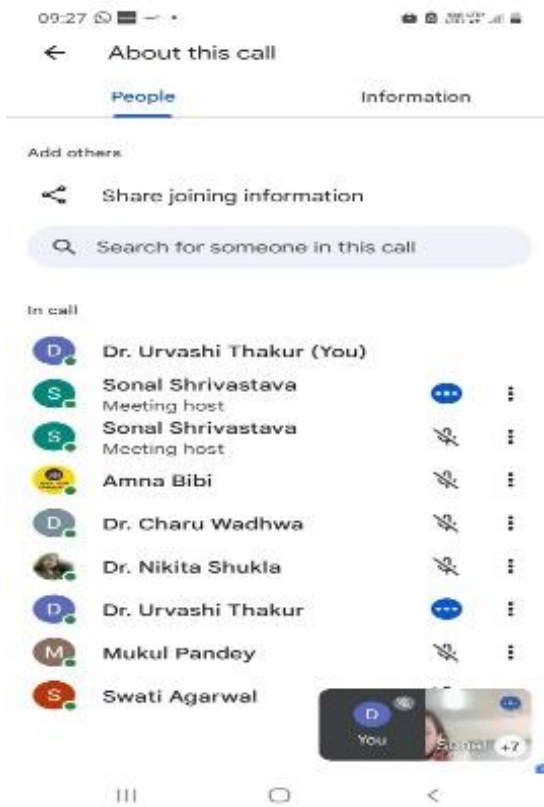 09:27
About this call
People Information
Add others
Share joining information
Search for someone in this call
In call
D Dr. Urvashi Thakur (You)
S Sonal Shrivastava
Meeting host
S Sonal Shrivastava
Meeting host
Amna Bibi
D Dr. Charu Wadhwa
Dr. Nikita Shukla
D Dr. Urvashi Thakur
M Mukul Pandey
S Swati Agarwal
D
You +7